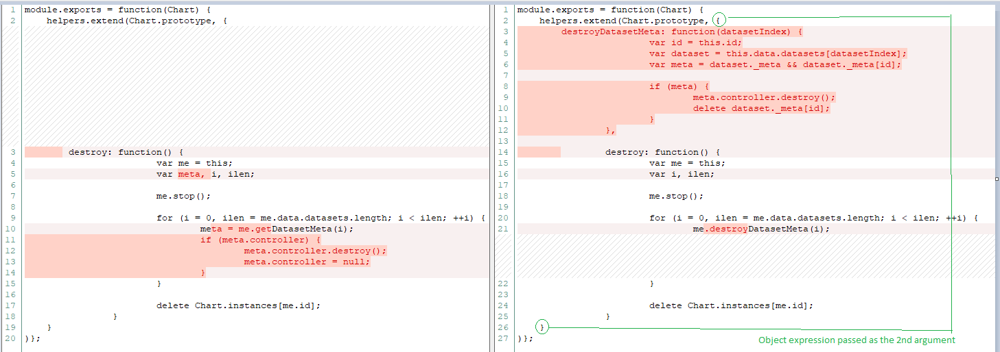 1 module.exports = function(Chart) {
2 helpers.extend(Chart.prototype, {
3 destroy: function() {
4 var me = this;
5 var meta, i, ilen;
6
7 me.stop();
8
9 for (i = 0, ilen = me.data.datasets.length; i < ilen; ++i) {
10 meta = me.getDatasetMeta(i);
11 if (meta.controller) {
12 meta.controller.destroy();
13 meta.controller = null;
14 }
15 }
16
17 delete Chart.instances[me.id];
18 }
19 }
20 )};
1 module.exports = function(Chart) {
2 helpers.extend(Chart.prototype, {
3 destroyDatasetMeta: function(datasetIndex) {
4 var id = this.id;
5 var dataset = this.data.datasets[datasetIndex];
6 var meta = dataset._meta && dataset._meta[id];
7
8 if (meta) {
9 meta.controller.destroy();
10 delete dataset._meta[id];
11 }
12 },
13
14 destroy: function() {
15 var me = this;
16 var i, ilen;
17
18 me.stop();
19
20 for (i = 0, ilen = me.data.datasets.length; i < ilen; ++i) {
21 me.destroyDatasetMeta(i);
22 }
23
24 delete Chart.instances[me.id];
25 }
26 }
27 )};
Object expression passed as the 2nd argument